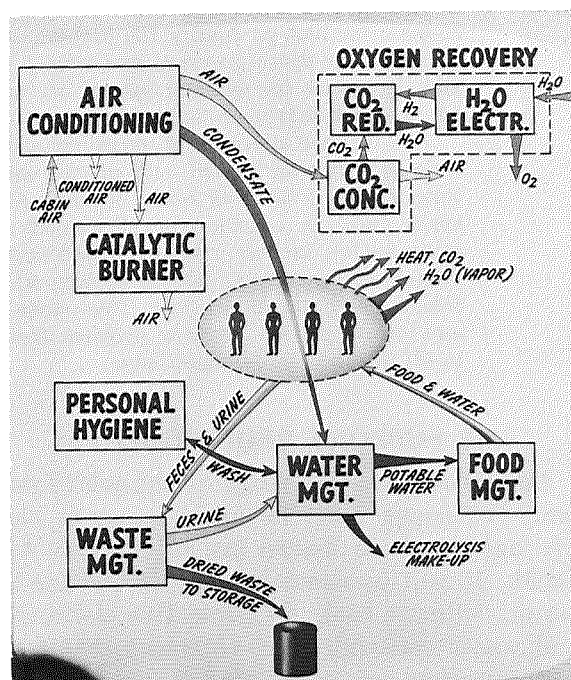 OXYGEN RECOVERY
AIR
CONDITIONING
AIR
CO2
RED.
H2
H2O
H2O
ELECTR.
H2O
CO2
AIR
O2
CO2
CONC.
CONDENSATE
CABIN
AIR
CONDITIONED
AIR
AIR
CATALYTIC
BURNER
AIR
HEAT, CO2
H2O (VAPOR)
PERSONAL
HYGIENE
FECES & URINE
WASH
FOOD & WATER
WATER
MGT.
POTABLE
WATER
FOOD
MGT.
URINE
WASTE
MGT.
ELECTROLYSIS
MAKE-UP
DRIED WASTE
TO STORAGE